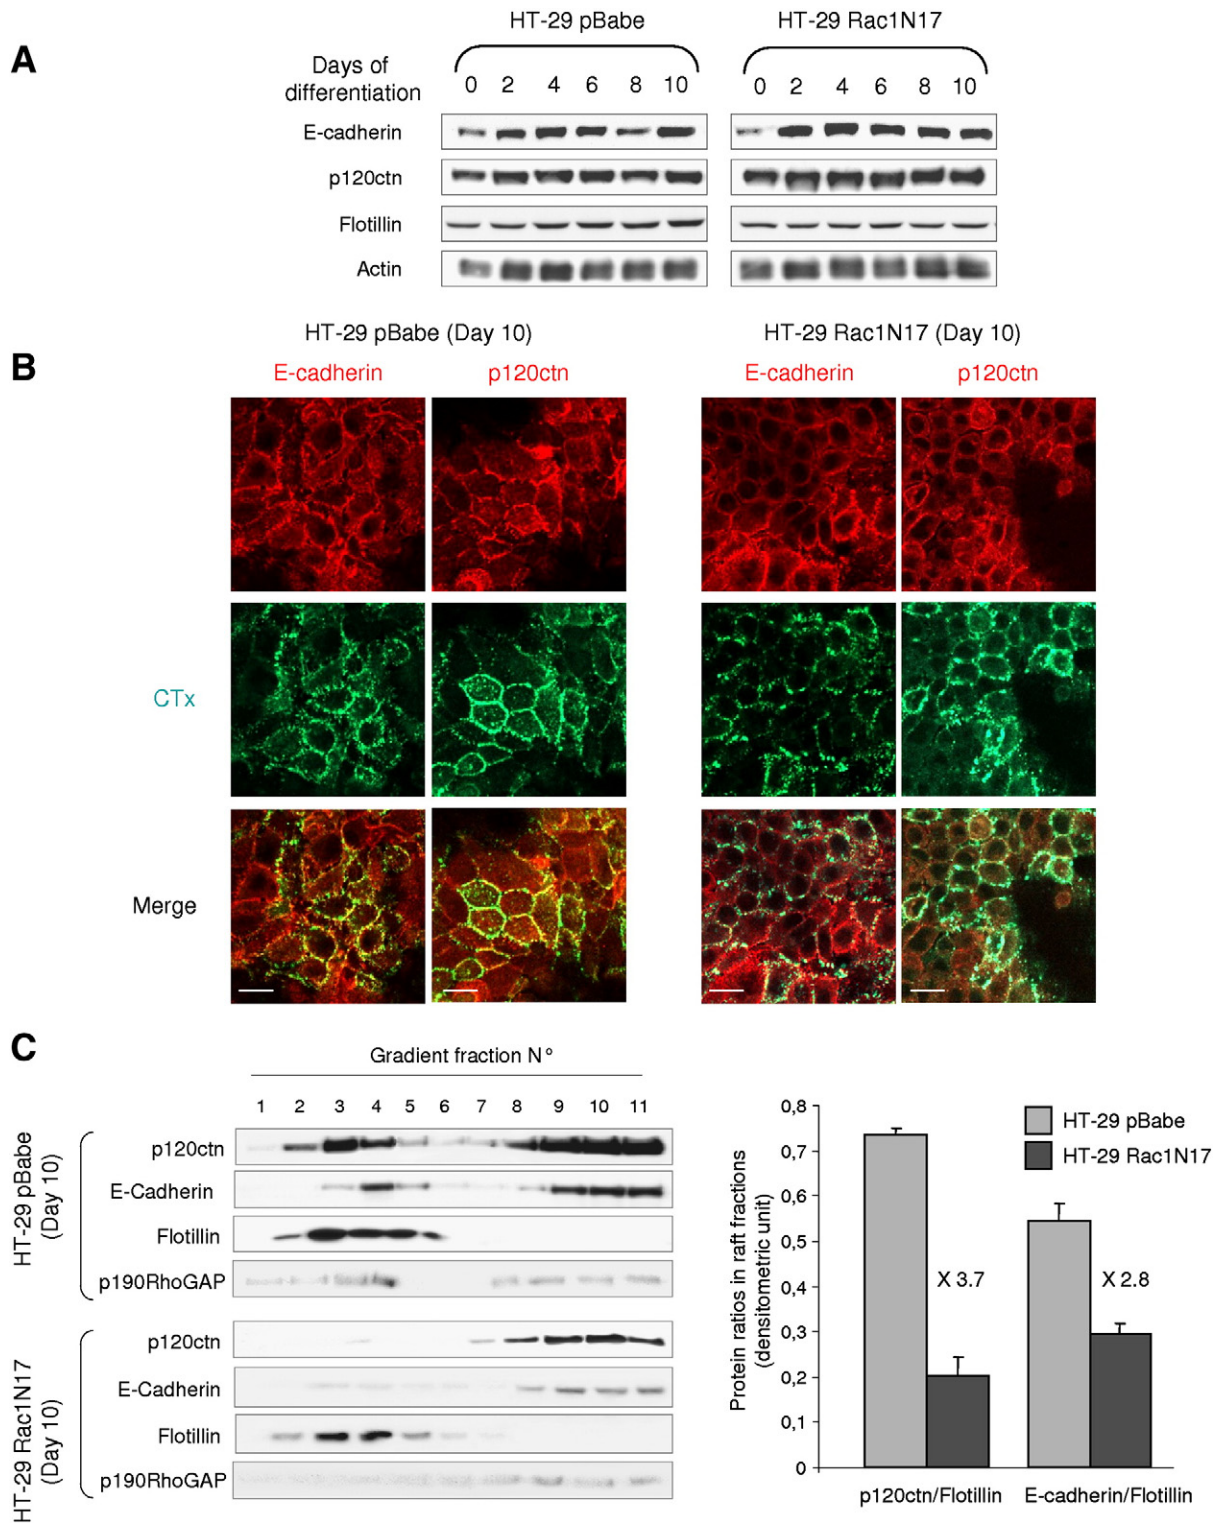 A
HT-29 pBabe
HT-29 Rac1N17
Days of
differentiation
0 2 4 6 8 10
0 2 4 6 8 10
E-cadherin
p120ctn
Flotillin
Actin
B
HT-29 pBabe (Day 10)
HT-29 Rac1N17 (Day 10)
E-cadherin
p120ctn
E-cadherin
p120ctn
CTx
Merge
C
Gradient fraction N°
1 2 3 4 5 6 7 8 9 10 11
HT-29 pBabe
(Day 10)
p120ctn
E-Cadherin
Flotillin
p190RhoGAP
HT-29 Rac1N17
(Day 10)
p120ctn
E-Cadherin
Flotillin
p190RhoGAP
Protein ratios in raft fractions
(densitometric unit)
0,8
0,7
0,6
0,5
0,4
0,3
0,2
0,1
0
HT-29 pBabe
HT-29 Rac1N17
X 3.7
X 2.8
p120ctn/Flotillin
E-cadherin/Flotillin